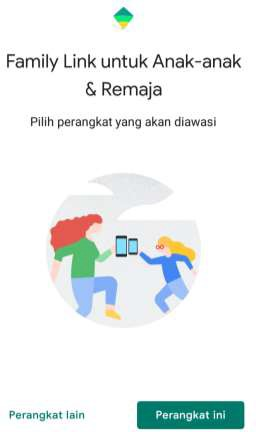 Family Link untuk Anak-anak
& Remaja
Pilih perangkat yang akan diawasi
Perangkat lain
Perangkat ini